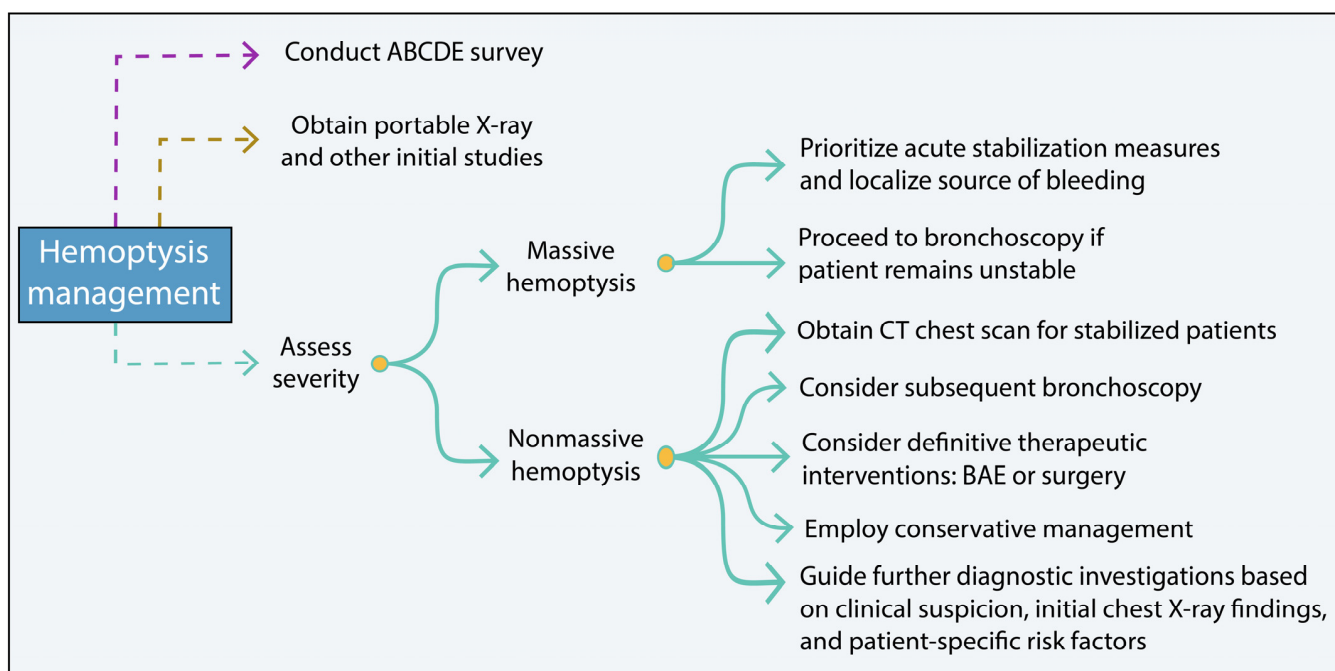 Conduct ABCDE survey
Obtain portable X-ray
and other initial studies
Hemoptysis
management
Assess
severity
Massive
hemoptysis
Prioritize acute stabilization measures
and localize source of bleeding
Proceed to bronchoscopy if
patient remains unstable
Nonmassive
hemoptysis
Obtain CT chest scan for stabilized patients
Consider subsequent bronchoscopy
Consider definitive therapeutic
interventions: BAE or surgery
Employ conservative management
Guide further diagnostic investigations based
on clinical suspicion, initial chest X-ray findings,
and patient-specific risk factors